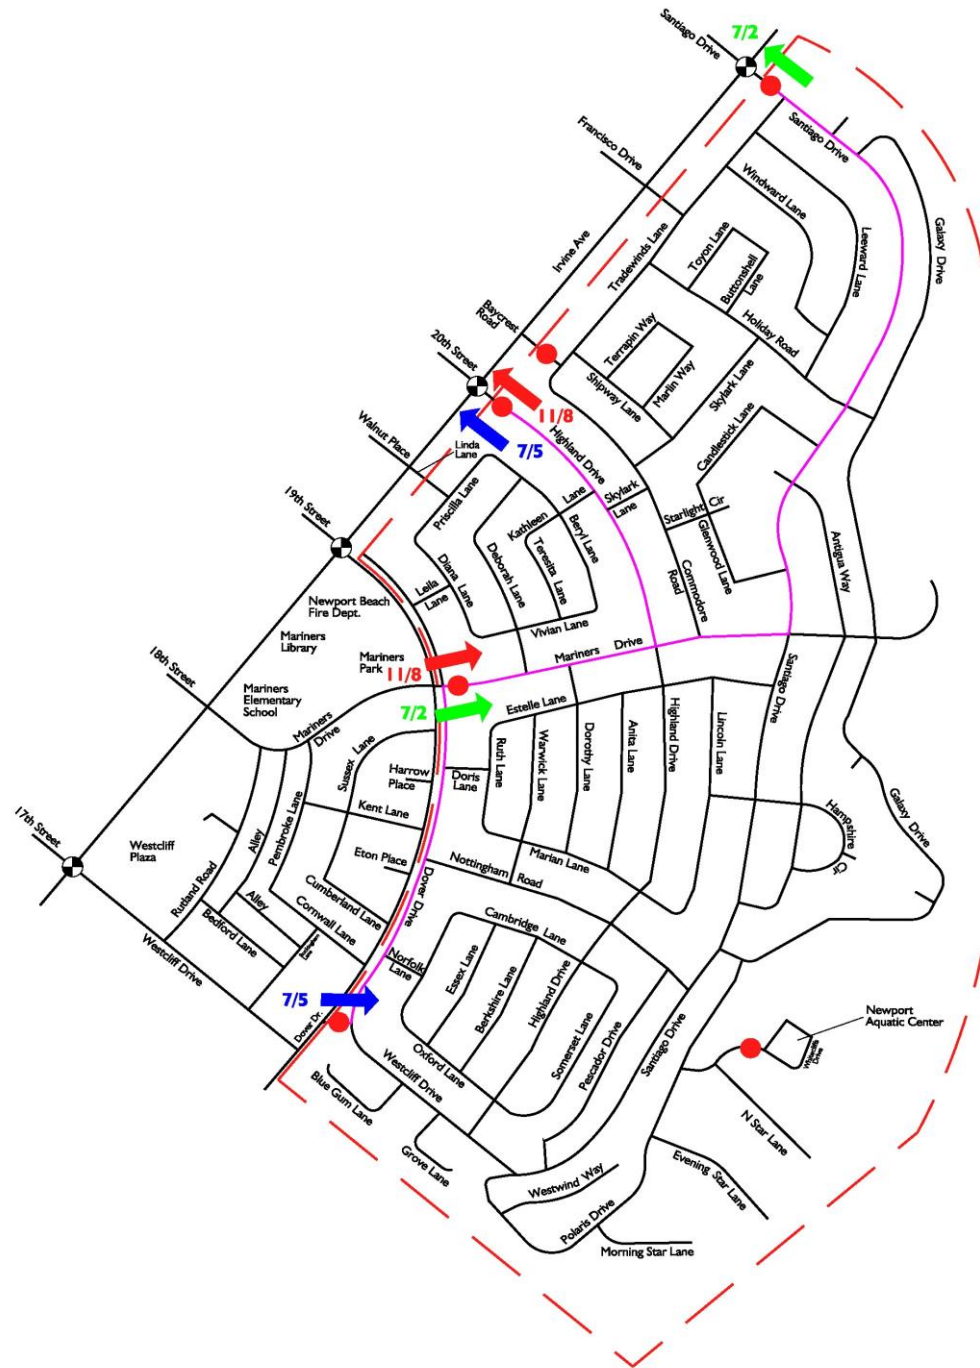 Santiago Drive
7/2
Santiago Drive
Francisco Drive
Windward Lane
Galaxy Drive
Leeward Lane
Toyon Lane
Irvine Ave
Tradewinds Lane
Buttonshell
Lane
Baycrest
Road
Holiday Road
20th Street
Terrapin Way
Shipway Lane
Marlin Way
Skylark Lane
11/8
7/5
Walnut Place
Linda
Lane
Highland Drive
Candlestick Lane
Priscilla Lane
19th Street
Kathleen
Lane
Skylark
Lane
Starlight Cir
Beryl Lane
Teresita Lane
Glenwood Lane
Antigua Way
Leila
Lane
Diana Lane
Deborah Lane
Commodore
Road
Newport Beach
Fire Dept.
Vivian Lane
Mariners
Library
Mariners Drive
Mariners
Park
11/8
18th Street
Mariners
Elementary
School
7/2
Estelle Lane
Santiago Drive
Mariners
Drive
Sussex Lane
Ruth Lane
Warwick Lane
Dorothy Lane
Anita Lane
Highland Drive
Lincoln Lane
Harrow
Place
Doris
Lane
17th Street
Kent Lane
Hampshire
Cir
Galaxy Drive
Westcliff
Plaza
Alley
Pembroke Lane
Eton Place
Nottingham
Road
Marian Lane
Rutland Road
Alley
Cumberland Lane
Cornwall Lane
Dover Drive
Bedford Lane
Cambridge Lane
Westcliff Drive
Norfolk
Lane
Essex Lane
Berkshire Lane
Highland Drive
7/5
Dover Dr.
Newport
Aquatic Center
Whitecliffs
Drive
Oxford Lane
Somerset Lane
Pescador Drive
Santiago Drive
Westcliff Drive
Blue Gum Lane
Grove Lane
N Star Lane
Evening Star Lane
Westwind Way
Polaris Drive
Morning Star Lane